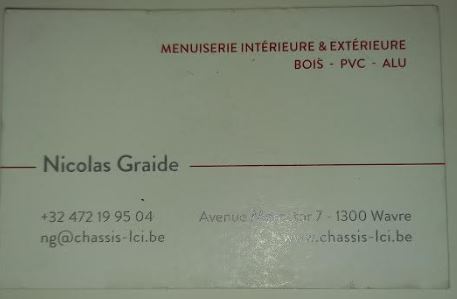 MENUISERIE INTÉRIEURE & EXTÉRIEURE
BOIS - PVC - ALU
Nicolas Graide
+32 472 19 95 04
Avenue 7 - 1300 Wavre
ng@chassis-lci.be
www.chassis-lci.be